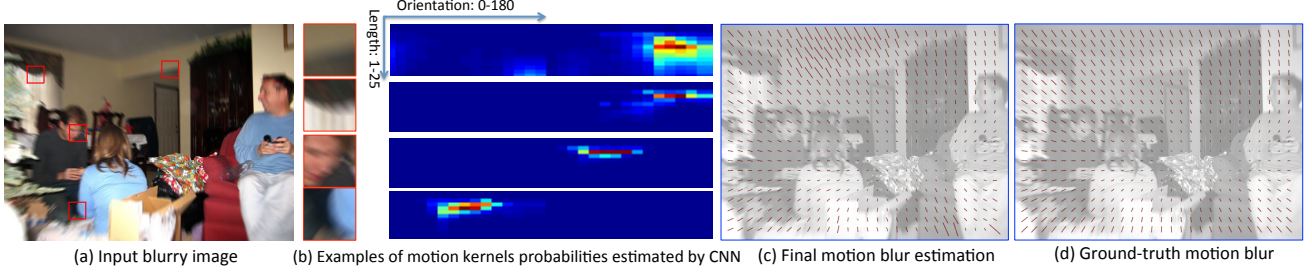 Orientation: 0-180
Length: 1-25
(a) Input blurry image
(b) Examples of motion kernels probabilities estimated by CNN
(c) Final motion blur estimation
(d) Ground-truth motion blur